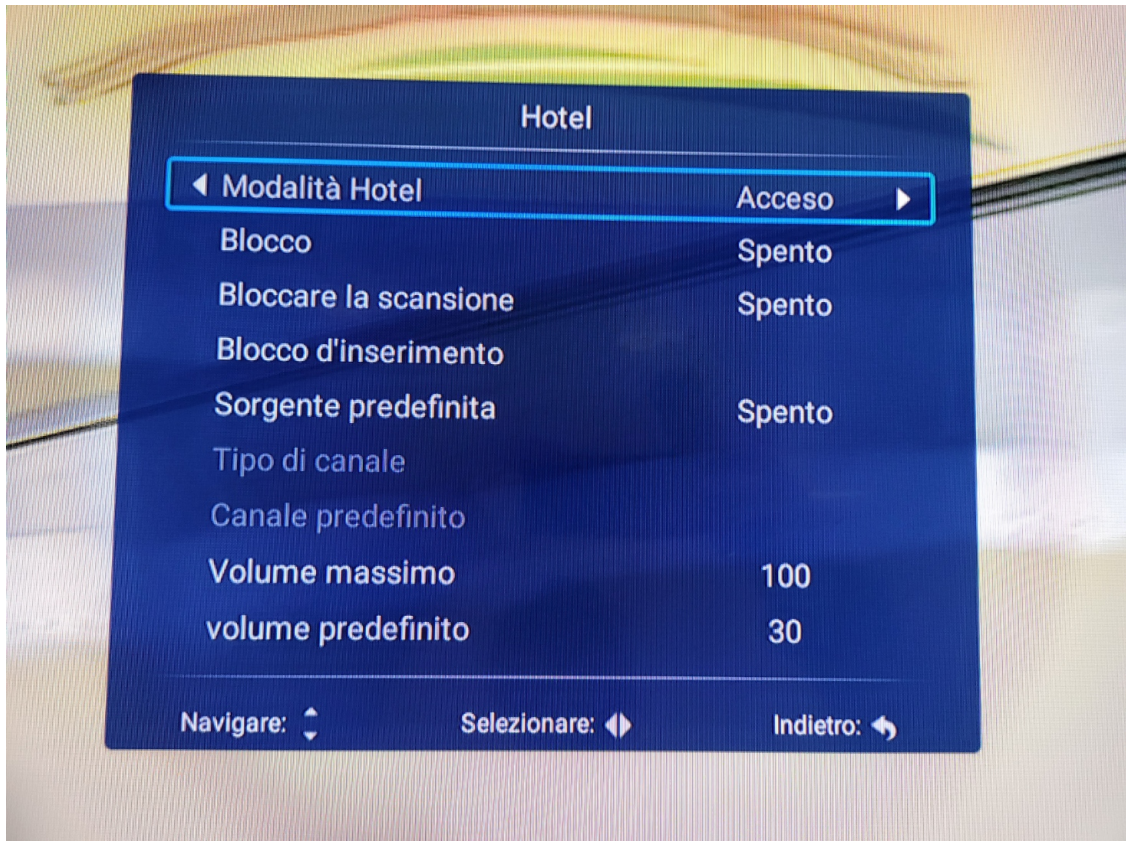 Hotel
Modalità Hotel Acceso
Blocco Spento
Bloccare la scansione Spento
Blocco d'inserimento
Sorgente predefinita Spento
Tipo di canale
Canale predefinito
Volume massimo 100
volume predefinito 30
Navigare: Selezionare: Indietro: